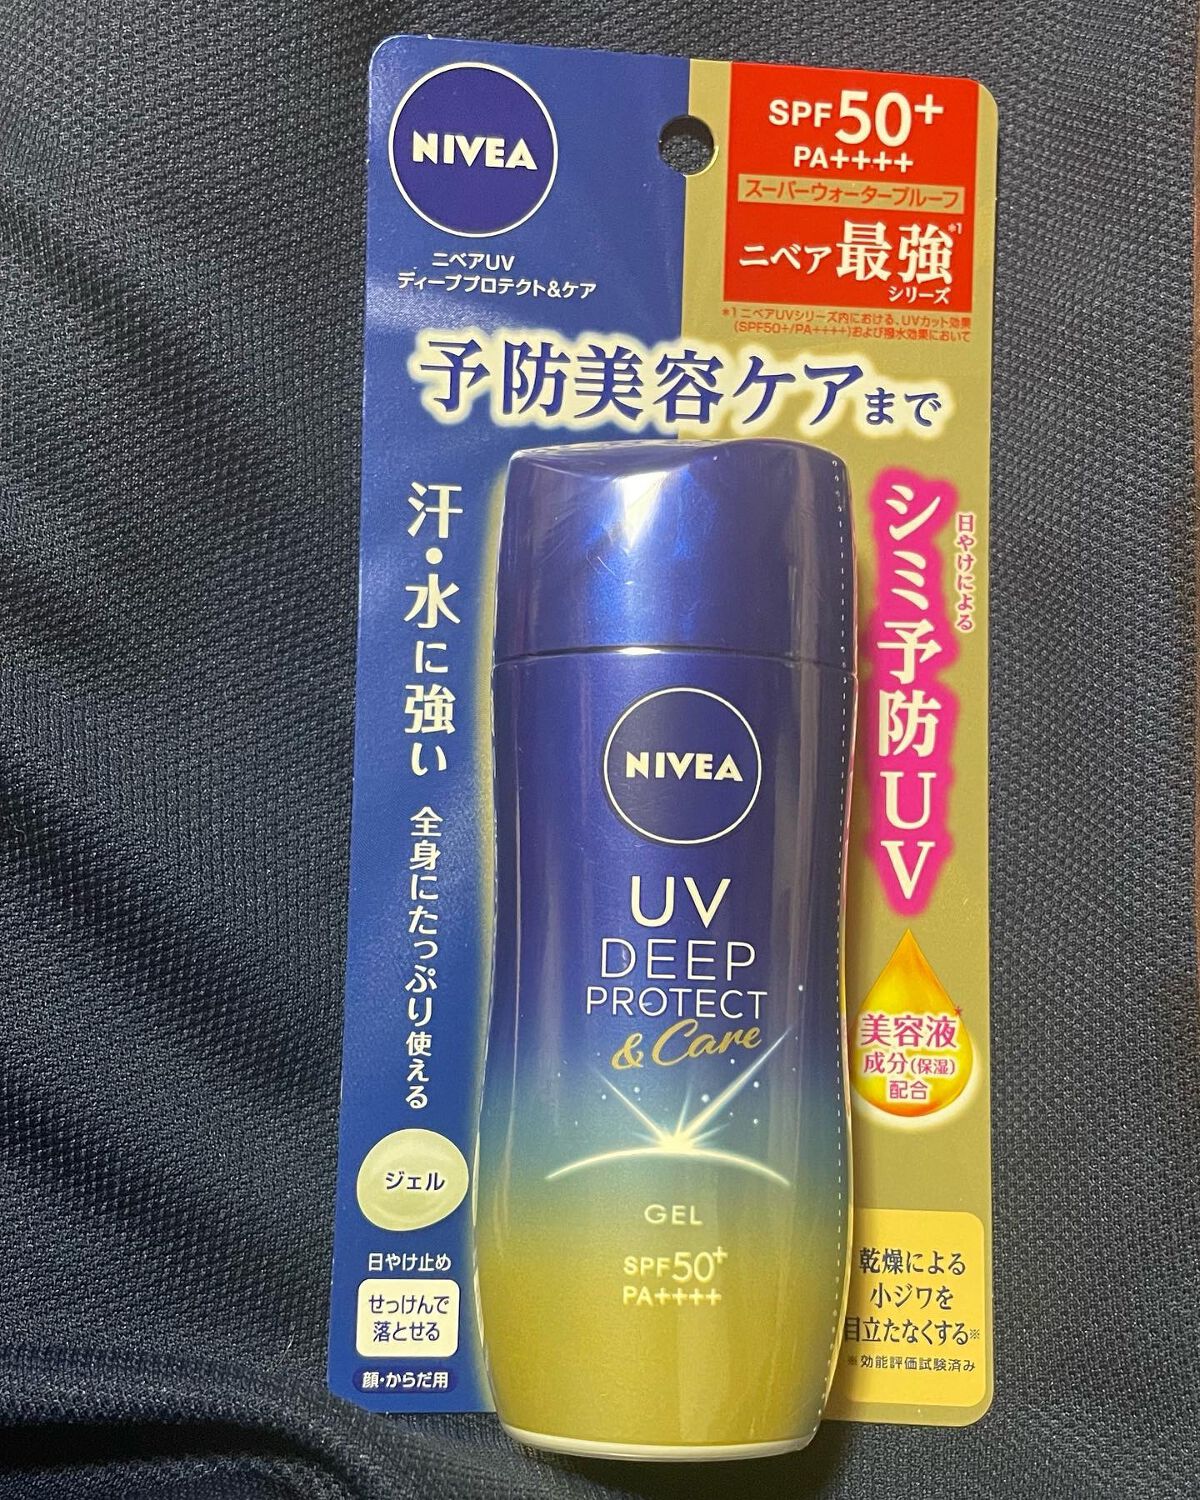 NIVEA
ニベアUV
ディーププロテクト&ケア
SPF50+
PA++++
スーパーウォータープルーフ
ニベア最強*1
シリーズ
*1 ニベアUVシリーズ内における、UVカット効果
(SPF50+/PA++++)および撥水効果において
予防美容ケアまで
汗・水に強い
全身にたっぷり使える
日やけによる
シミ予防UV
美容液*
成分(保湿)
配合
ジェル
日やけ止め
せっけんで
落とせる
顔・からだ用
乾燥による
小ジワを
目立たなくする※
※効能評価試験済み
NIVEA
UV
DEEP
PROTECT
& Care
GEL
SPF50+
PA++++